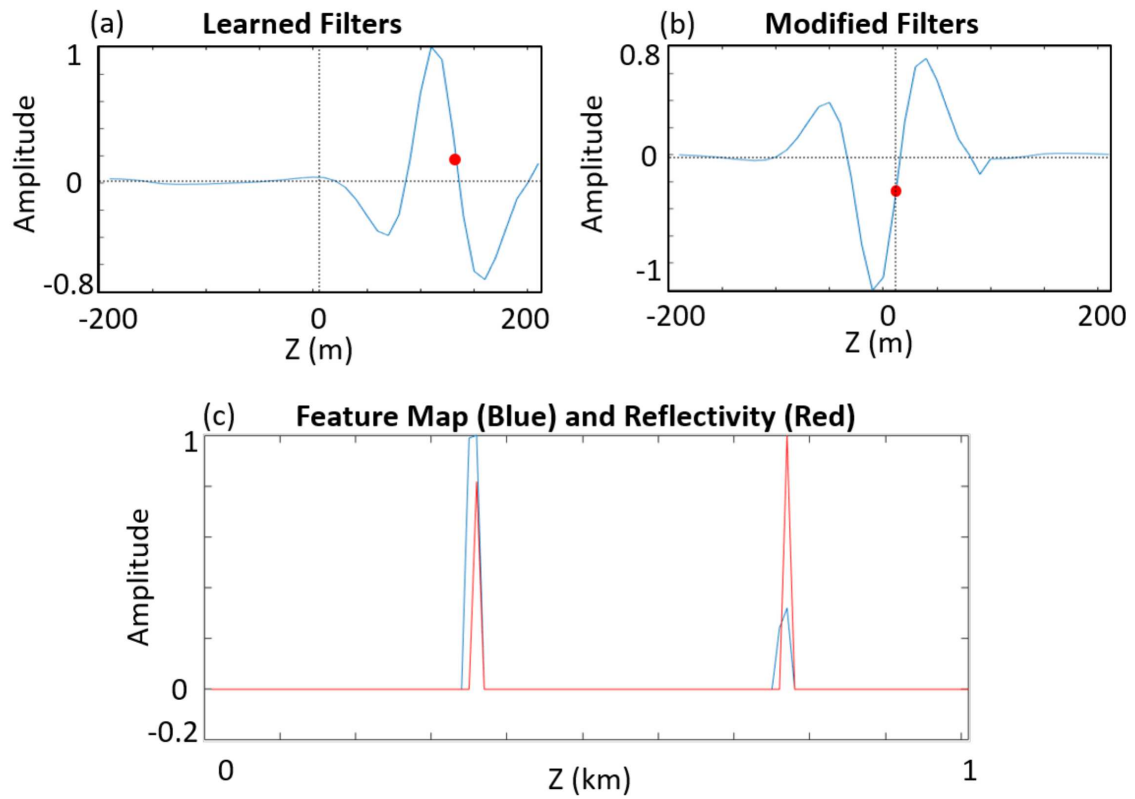 (a) Learned Filters
1
0
-0.8
Amplitude
-200 0 200
Z (m)
(b) Modified Filters
0.8
0
-1
Amplitude
-200 0 200
Z (m)
(c) Feature Map (Blue) and Reflectivity (Red)
1
0
-0.2
Amplitude
0 1
Z (km)